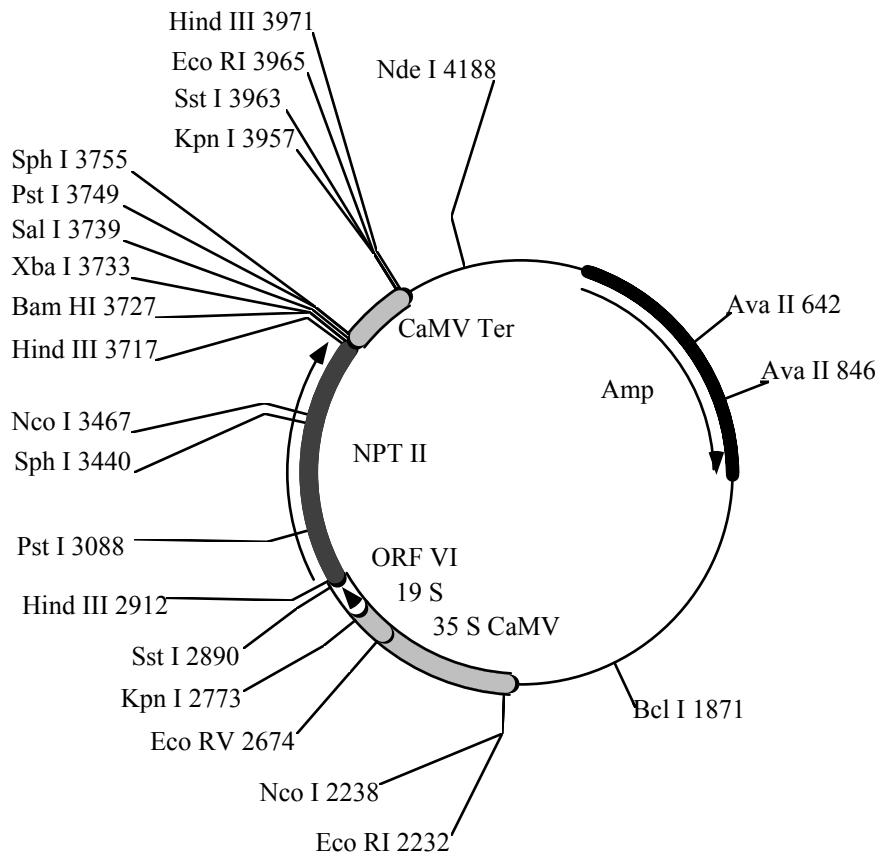 Hind III 3971
Eco RI 3965
Sst I 3963
Kpn I 3957
Nde I 4188
Sph I 3755
Pst I 3749
Sal I 3739
Xba I 3733
Bam HI 3727
Hind III 3717
CaMV Ter
Ava II 642
Ava II 846
Amp
Nco I 3467
Sph I 3440
NPT II
Pst I 3088
ORF VI
Hind III 2912
19 S
35 S CaMV
Sst I 2890
Kpn I 2773
Eco RV 2674
Bcl I 1871
Nco I 2238
Eco RI 2232